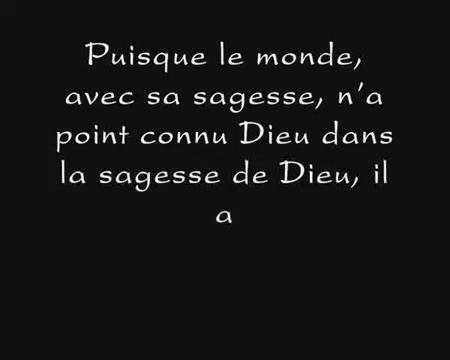 Puisque le monde,
avec sa sagesse, n'a
point connu Dieu dans
la sagesse de Dieu, il
a